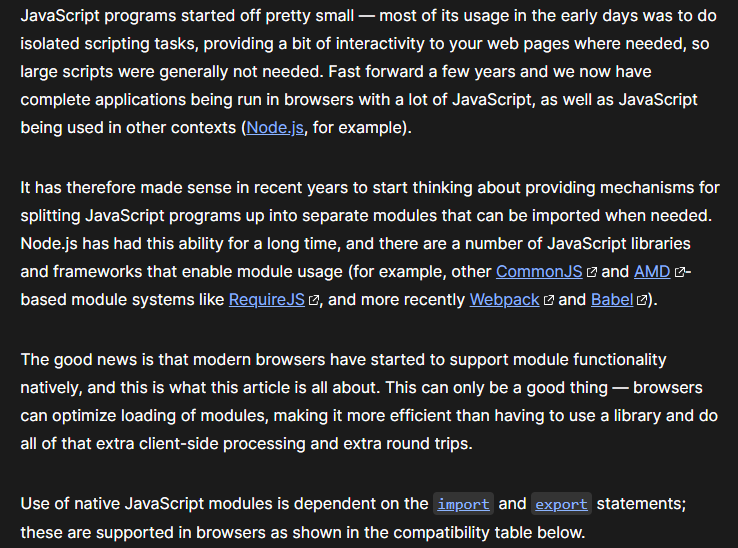 JavaScript programs started off pretty small — most of its usage in the early days was to do
isolated scripting tasks, providing a bit of interactivity to your web pages where needed, so
large scripts were generally not needed. Fast forward a few years and we now have
complete applications being run in browsers with a lot of JavaScript, as well as JavaScript
being used in other contexts (Node.js, for example).
It has therefore made sense in recent years to start thinking about providing mechanisms for
splitting JavaScript programs up into separate modules that can be imported when needed.
Node.js has had this ability for a long time, and there are a number of JavaScript libraries
and frameworks that enable module usage (for example, other CommonJS and AMD -
based module systems like RequireJS, and more recently Webpack and Babel).
The good news is that modern browsers have started to support module functionality
natively, and this is what this article is all about. This can only be a good thing — browsers
can optimize loading of modules, making it more efficient than having to use a library and do
all of that extra client-side processing and extra round trips.
Use of native JavaScript modules is dependent on the import and export statements;
these are supported in browsers as shown in the compatibility table below.